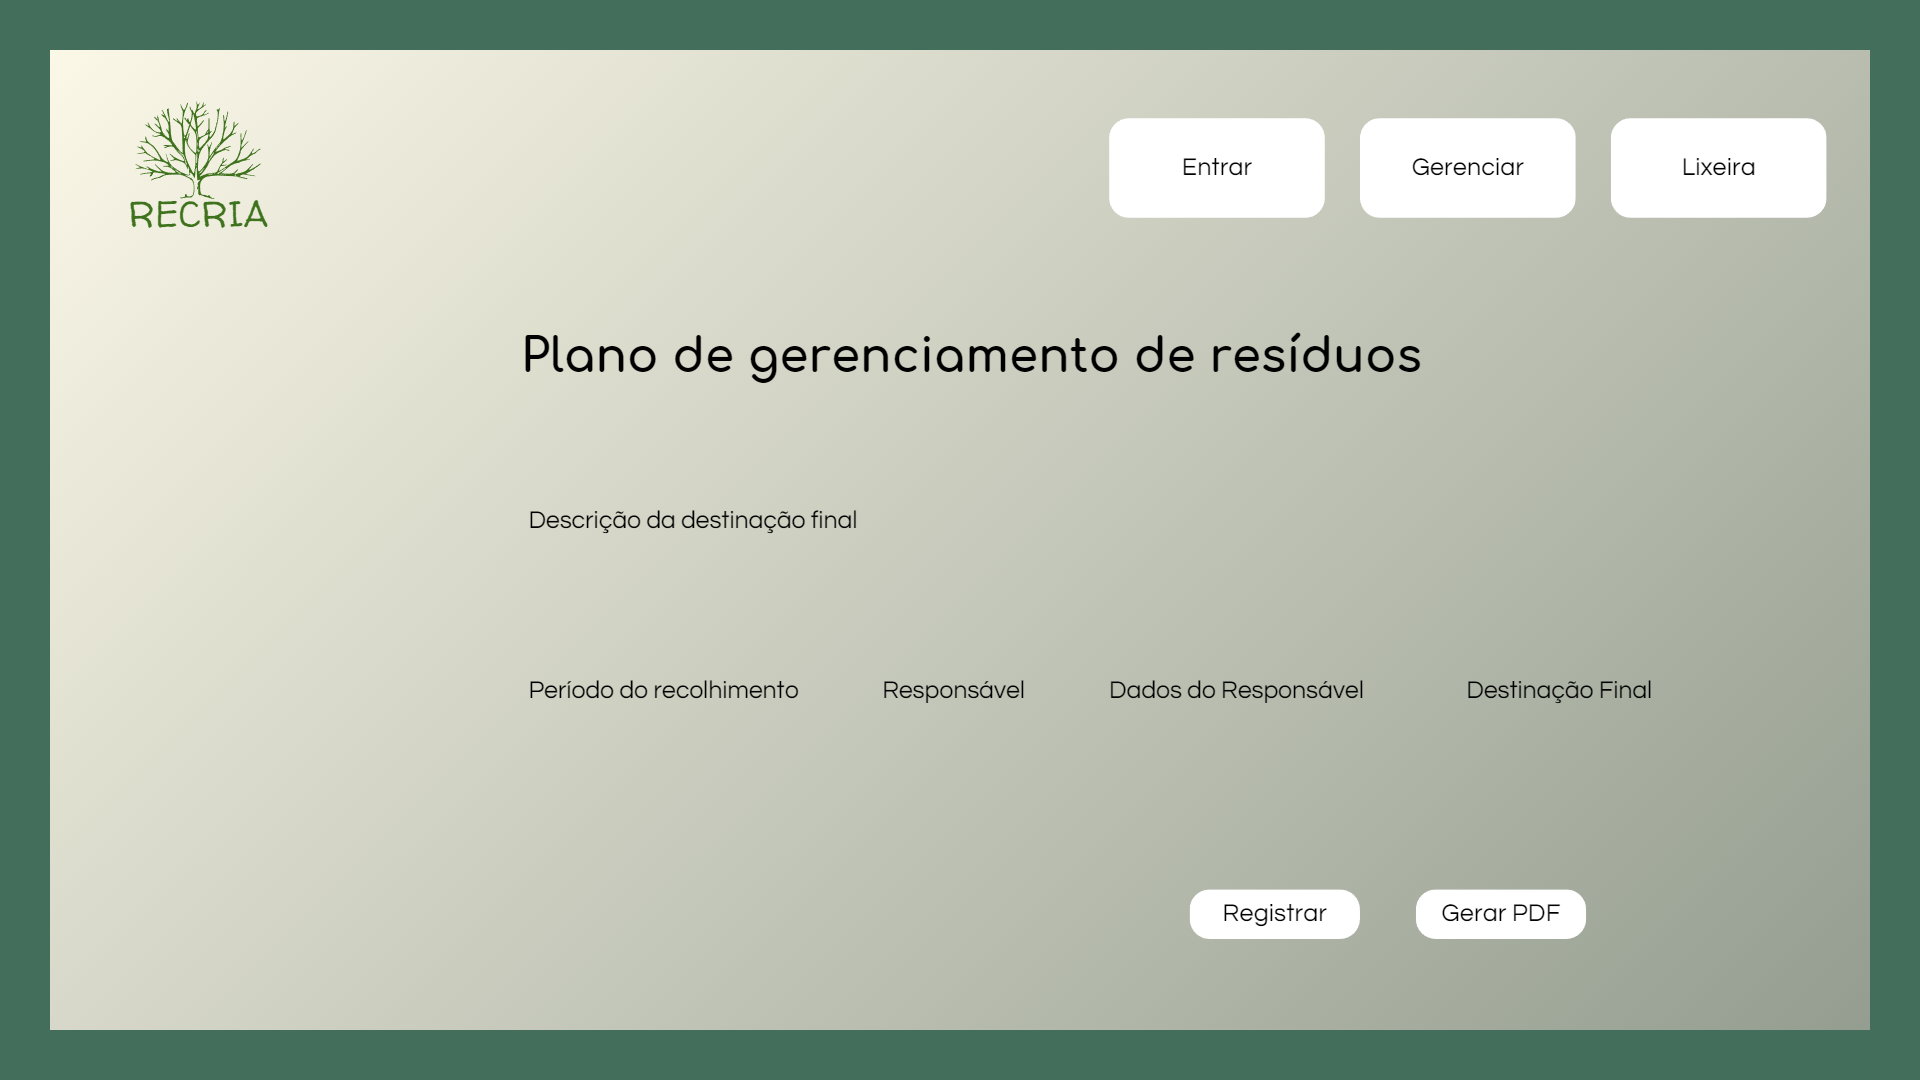 RECRIA
Entrar
Gerenciar
Lixeira
Plano de gerenciamento de resíduos
Descrição da destinação final
Período do recolhimento
Responsável
Dados do Responsável
Destinação Final
Registrar
Gerar PDF